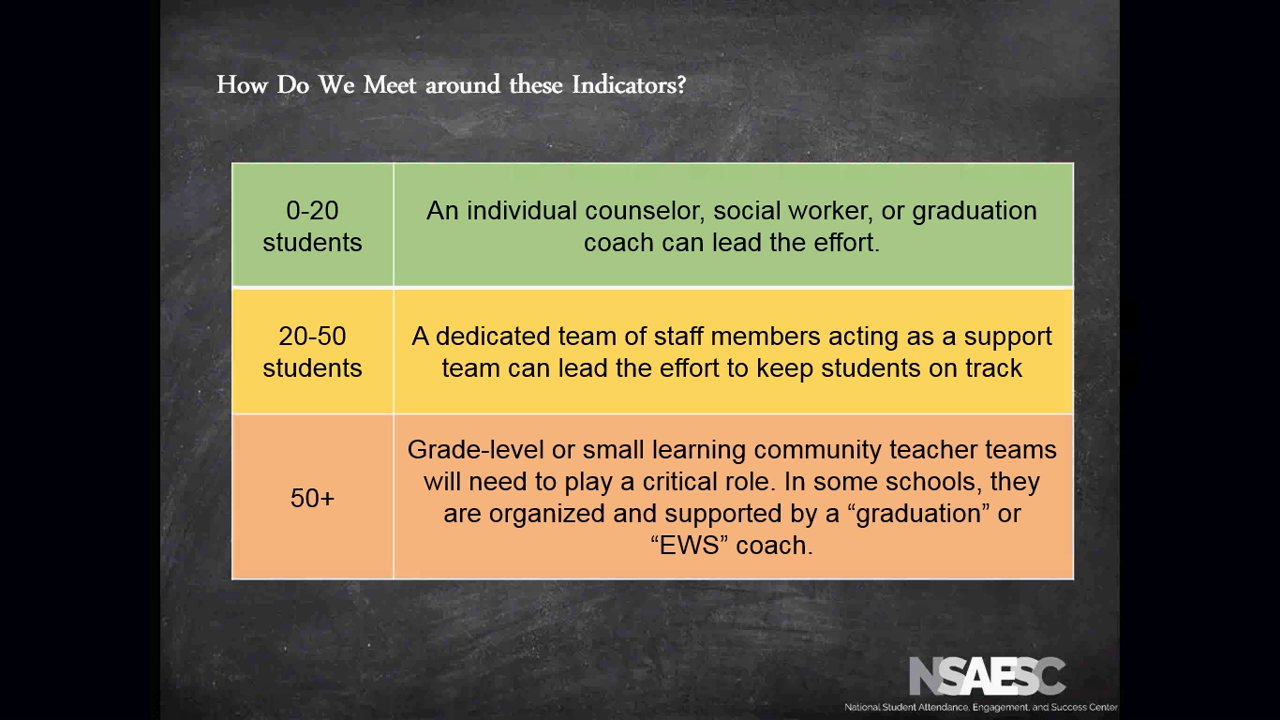 How Do We Meet around these Indicators?
0-20
students
An individual counselor, social worker, or graduation
coach can lead the effort.
20-50
students
A dedicated team of staff members acting as a support
team can lead the effort to keep students on track
50+
Grade-level or small learning community teacher teams
will need to play a critical role. In some schools, they
are organized and supported by a “graduation” or
“EWS” coach.
NSAESC
National Student Attendance, Engagement, and Success Center